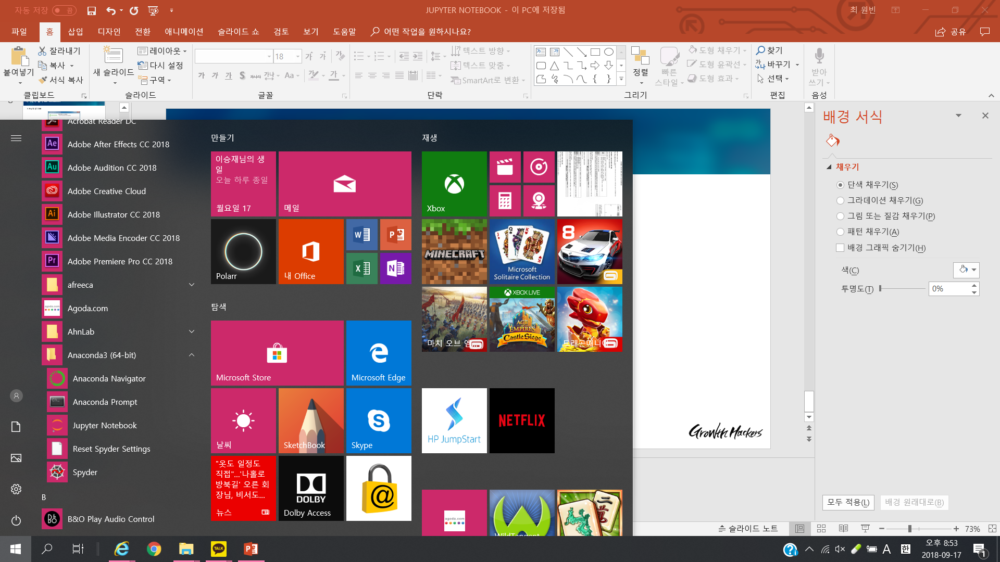 자동 저장 끔
JUPYTER NOTEBOOK - 이 PC에 저장됨
최 원빈
파일 홈 삽입 디자인 전환 애니메이션 슬라이드 쇼 검토 보기 도움말 어떤 작업을 원하시나요? 공유
붙여넣기
잘라내기
복사
서식 복사
클립보드
새 슬라이드
레이아웃
다시 설정
구역
슬라이드
18
가 가 가 S 가나다 간격 Aa 가
글꼴
텍스트 방향
텍스트 맞춤
SmartArt로 변환
단락
정렬
빠른
스타일
도형 채우기
도형 윤곽선
도형 효과
그리기
찾기
바꾸기
선택
편집
받아
쓰기
음성
배경 서식
채우기
단색 채우기(S)
그라데이션 채우기(G)
그림 또는 질감 채우기(P)
패턴 채우기(A)
배경 그래픽 숨기기(H)
색(C)
투명도(T) 0%
모두 적용(L) 배경 원래대로(B)
Acrobat Reader DC
Adobe After Effects CC 2018
Adobe Audition CC 2018
Adobe Creative Cloud
Adobe Illustrator CC 2018
Adobe Media Encoder CC 2018
Adobe Premiere Pro CC 2018
afreeca
Agoda.com
AhnLab
Anaconda3 (64-bit)
Anaconda Navigator
Anaconda Prompt
Jupyter Notebook
Reset Spyder Settings
Spyder
B
B&O Play Audio Control
만들기
이승재님의 생
일
오늘 하루 종일
월요일 17
메일
Polarr
내 Office
탐색
Microsoft Store
Microsoft Edge
날씨
SketchBook
Skype
"옷도 일정도
직접"...'나홀로
방북길' 오른 회
장님, 비서도...
뉴스
DOLBY
Dolby Access
재생
Xbox
MINECRAFT
Microsoft
Solitaire Collection
8
마치 오브 엠...
XBOX LIVE
AGE OF
EMPIRES
Castle Siege
드래곤매니아
HP JumpStart
NETFLIX
agoda.com
WildTangent
Growth Hackers
슬라이드 노트 73%
TALK
A 한
오후 8:53
2018-09-17
1